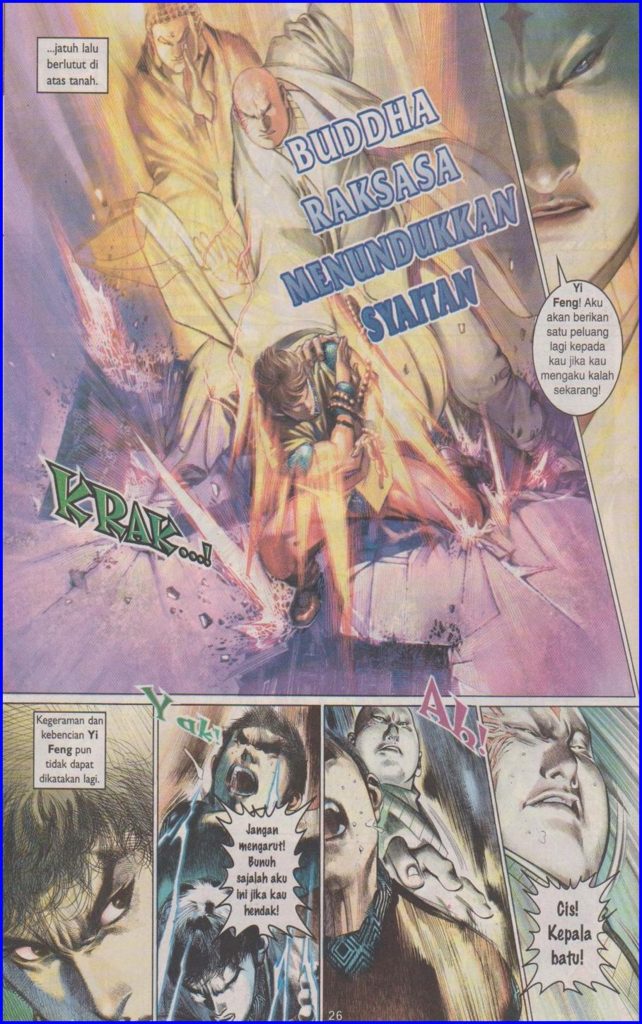 ...jatuh lalu
berlutut di
atas tanah.
BUDDHA
RAKSASA
MENUNDUKKAN
SYAITAN
Yi
Feng! Aku
akan berikan
satu peluang
lagi kepada
kau jika kau
mengaku kalah
sekarang!
KRAK...!
Kegeraman dan
kebencian Yi
Feng pun
tidak dapat
dikatakan lagi.
Yak!
Jangan
mengarut!
Bunuh
sajalah aku
ini jika kau
hendak!
Ah!
Cis!
Kepala
batu!
26